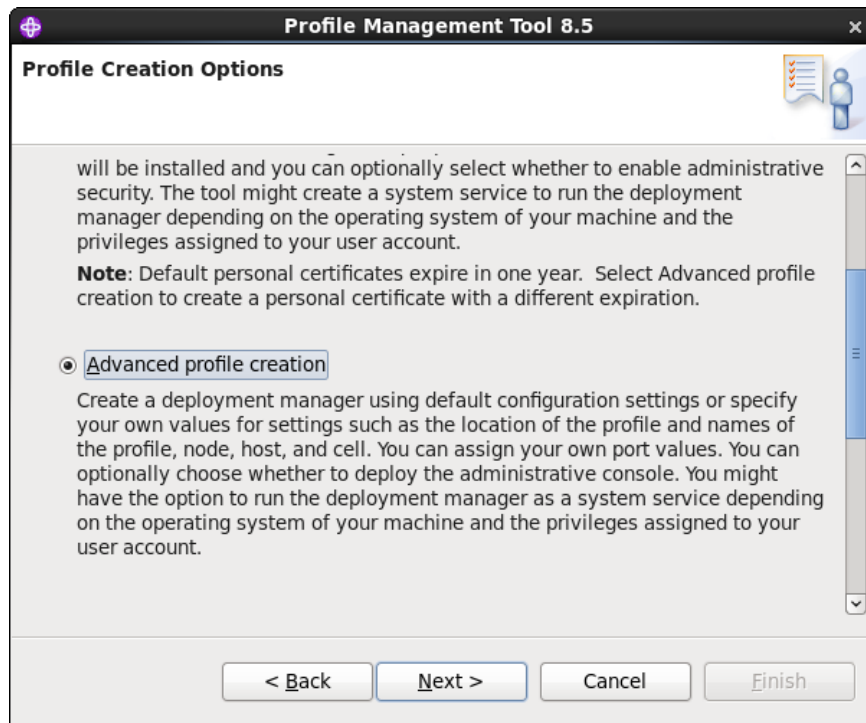 Profile Management Tool 8.5
Profile Creation Options
will be installed and you can optionally select whether to enable administrative
security. The tool might create a system service to run the deployment
manager depending on the operating system of your machine and the
privileges assigned to your user account.
Note: Default personal certificates expire in one year.  Select Advanced profile
creation to create a personal certificate with a different expiration.
Advanced profile creation
Create a deployment manager using default configuration settings or specify
your own values for settings such as the location of the profile and names of
the profile, node, host, and cell. You can assign your own port values. You can
optionally choose whether to deploy the administrative console. You might
have the option to run the deployment manager as a system service depending
on the operating system of your machine and the privileges assigned to your
user account.
< Back
Next >
Cancel
Finish